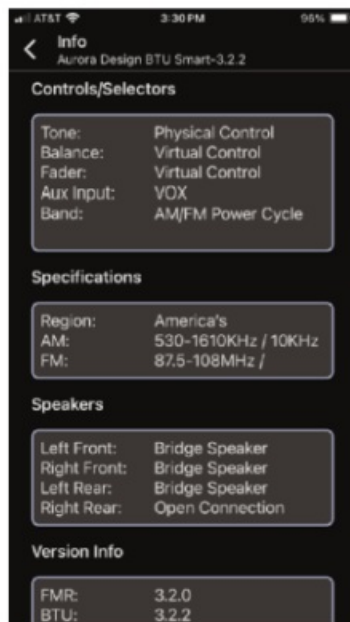 AT&T 3:30 PM 96%
Info
Aurora Design BTU Smart-3.2.2
Controls/Selectors
Tone: Physical Control
Balance: Virtual Control
Fader: Virtual Control
Aux Input: VOX
Band: AM/FM Power Cycle
Specifications
Region: America's
AM: 530-1610KHz / 10KHz
FM: 87.5-108MHz /
Speakers
Left Front: Bridge Speaker
Right Front: Bridge Speaker
Left Rear: Bridge Speaker
Right Rear: Open Connection
Version Info
FMR: 3.2.0
BTU: 3.2.2